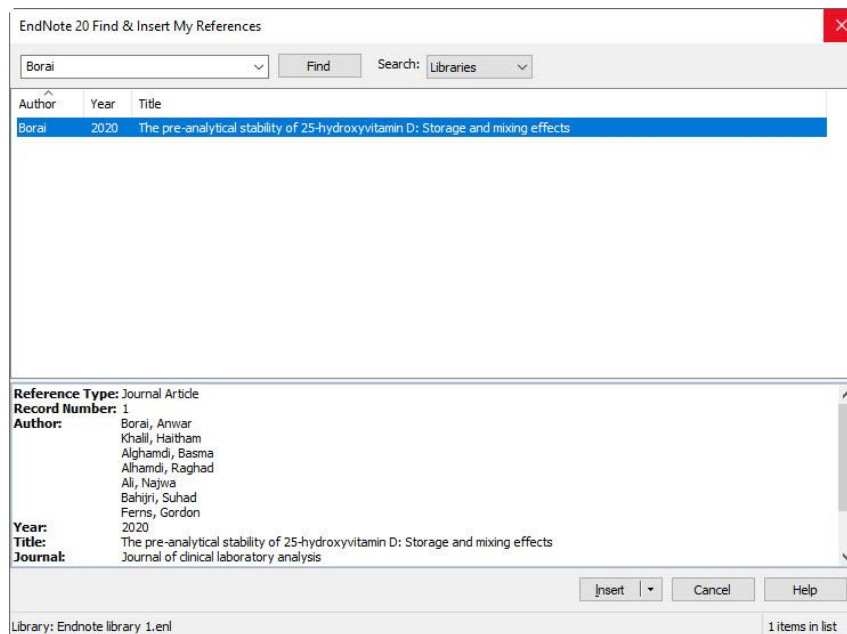 EndNote 20 Find & Insert My References
Borai Find Search: Libraries
Author Year Title
Borai 2020 The pre-analytical stability of 25-hydroxyvitamin D: Storage and mixing effects
Reference Type: Journal Article
Record Number: 1
Author: Borai, Anwar
Khalil, Haitham
Alghamdi, Basma
Alhamdi, Raghad
Ali, Najwa
Bahijri, Suhad
Ferns, Gordon
Year: 2020
Title: The pre-analytical stability of 25-hydroxyvitamin D: Storage and mixing effects
Journal: Journal of clinical laboratory analysis
Insert Cancel Help
Library: Endnote library 1.enl 1 items in list